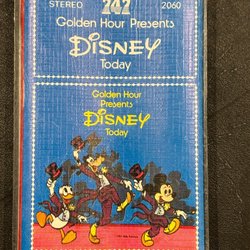 STEREO 242 2060
Golden Hour Presents
DISNEY
Today
Golden Hour
Presents
DISNEY
Today